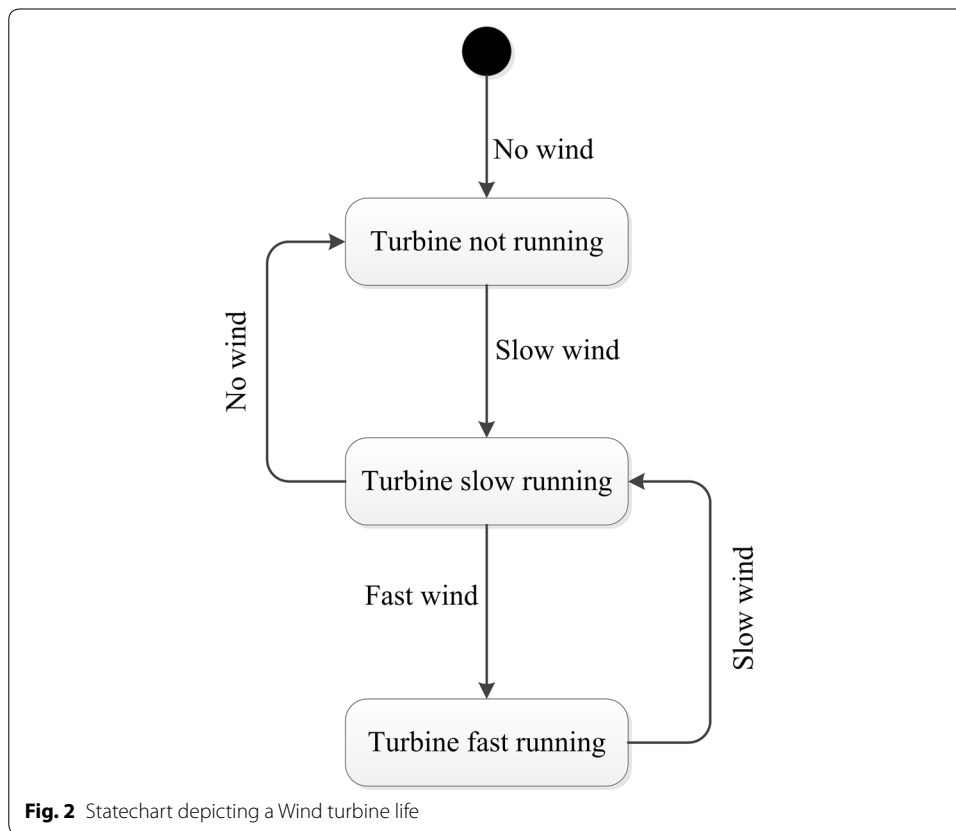 No wind
Turbine not running
No wind
Slow wind
Turbine slow running
Fast wind
Slow wind
Turbine fast running
Fig. 2 Statechart depicting a Wind turbine life